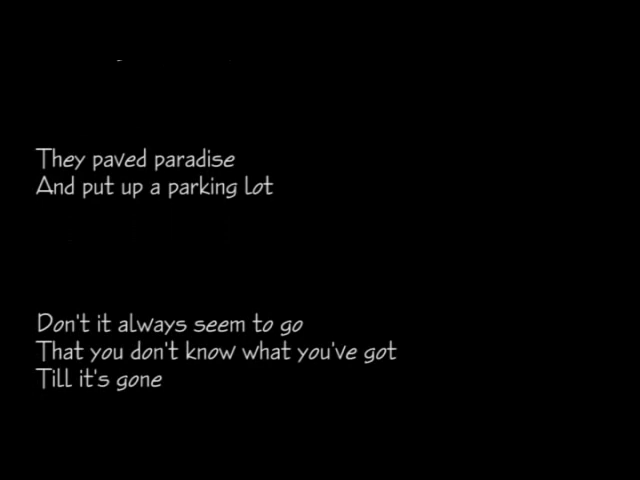 They paved paradise
And put up a parking lot
Don't it always seem to go
That you don't know what you've got
Till it's gone